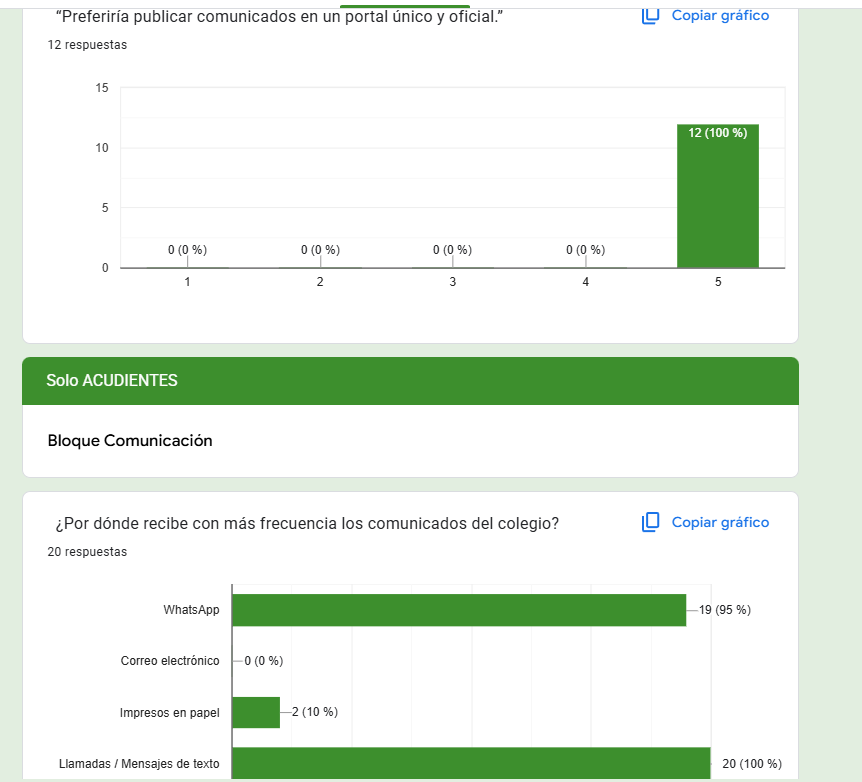 “Preferiría publicar comunicados en un portal único y oficial.”
Copiar gráfico
12 respuestas
15
10
5
0
0 (0 %)
0 (0 %)
0 (0 %)
0 (0 %)
12 (100 %)
1
2
3
4
5
Solo ACUDIENTES
Bloque Comunicación
¿Por dónde recibe con más frecuencia los comunicados del colegio?
Copiar gráfico
20 respuestas
WhatsApp
19 (95 %)
Correo electrónico
0 (0 %)
Impresos en papel
2 (10 %)
Llamadas / Mensajes de texto
20 (100 %)